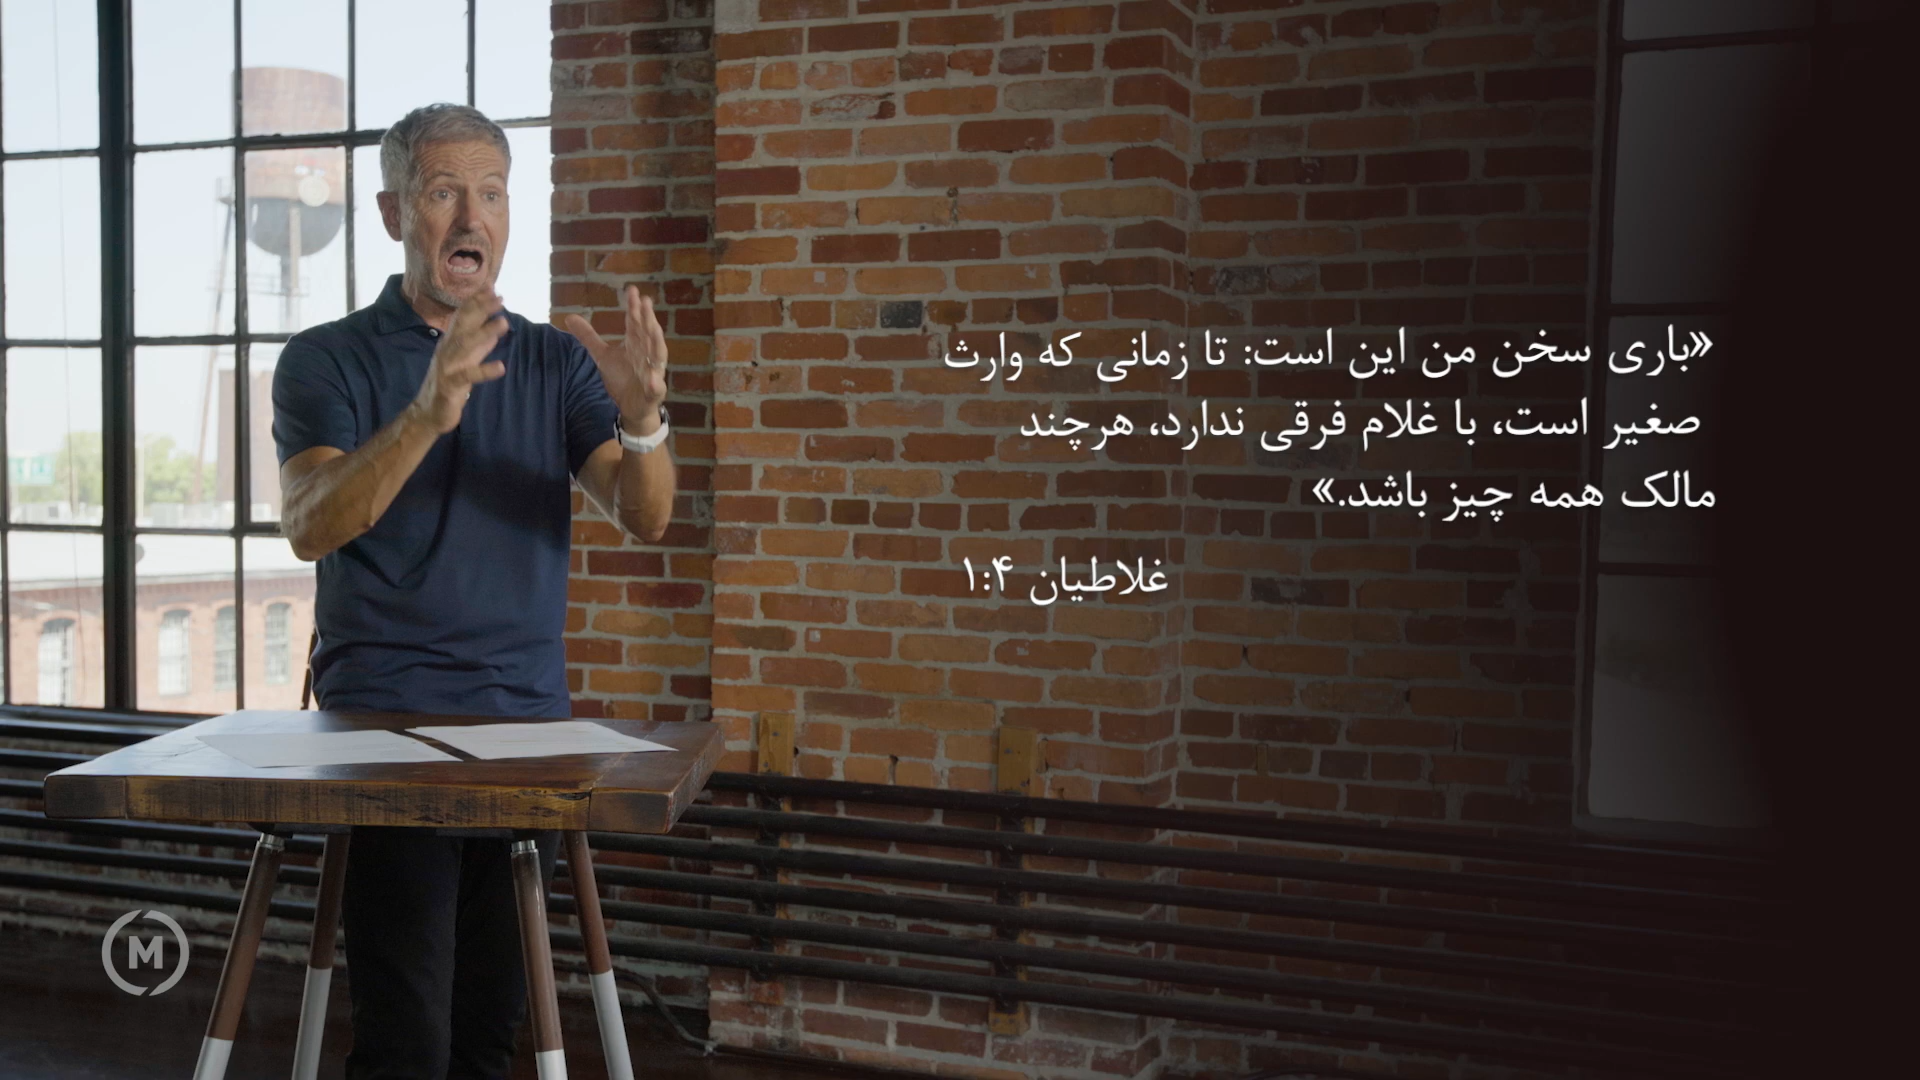 «باری سخن من این است: تا زمانی که وارث
صغیر است، با غلام فرقی ندارد، هرچند
مالک همه چیز باشد.»
غلاطیان ۱:۴
M